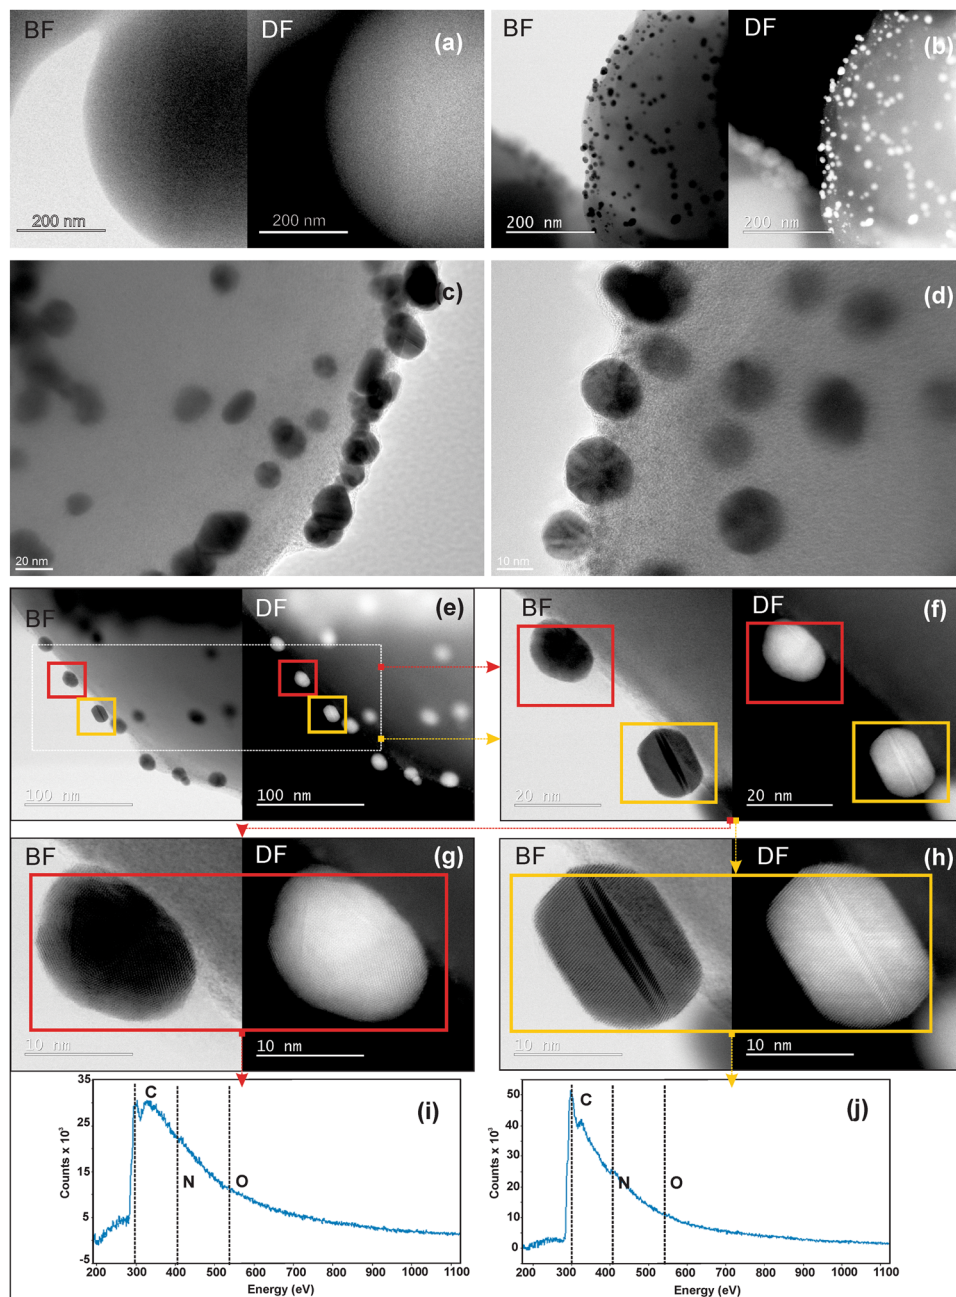 BF DF (a)
200 nm 200 nm
BF DF (b)
200 nm 200 nm
(c)
20 nm
(d)
10 nm
BF DF (e)
100 nm 100 nm
BF DF (f)
20 nm 20 nm
BF DF (g)
10 nm 10 nm
BF DF (h)
10 nm 10 nm
35
25
15
5
-5
Counts x 10³
C
N O
(i)
200 300 400 500 600 700 800 900 1000 1100
Energy (eV)
50
40
30
20
10
0
Counts x 10³
C
N O
(j)
200 300 400 500 600 700 800 900 1000 1100
Energy (eV)